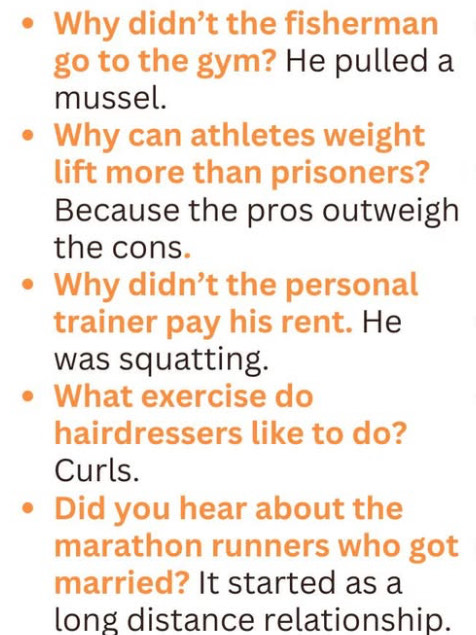 • Why didn’t the fisherman
go to the gym? He pulled a
mussel.
• Why can athletes weight
lift more than prisoners?
Because the pros outweigh
the cons.
• Why didn’t the personal
trainer pay his rent. He
was squatting.
• What exercise do
hairdressers like to do?
Curls.
• Did you hear about the
marathon runners who got
married? It started as a
long distance relationship.